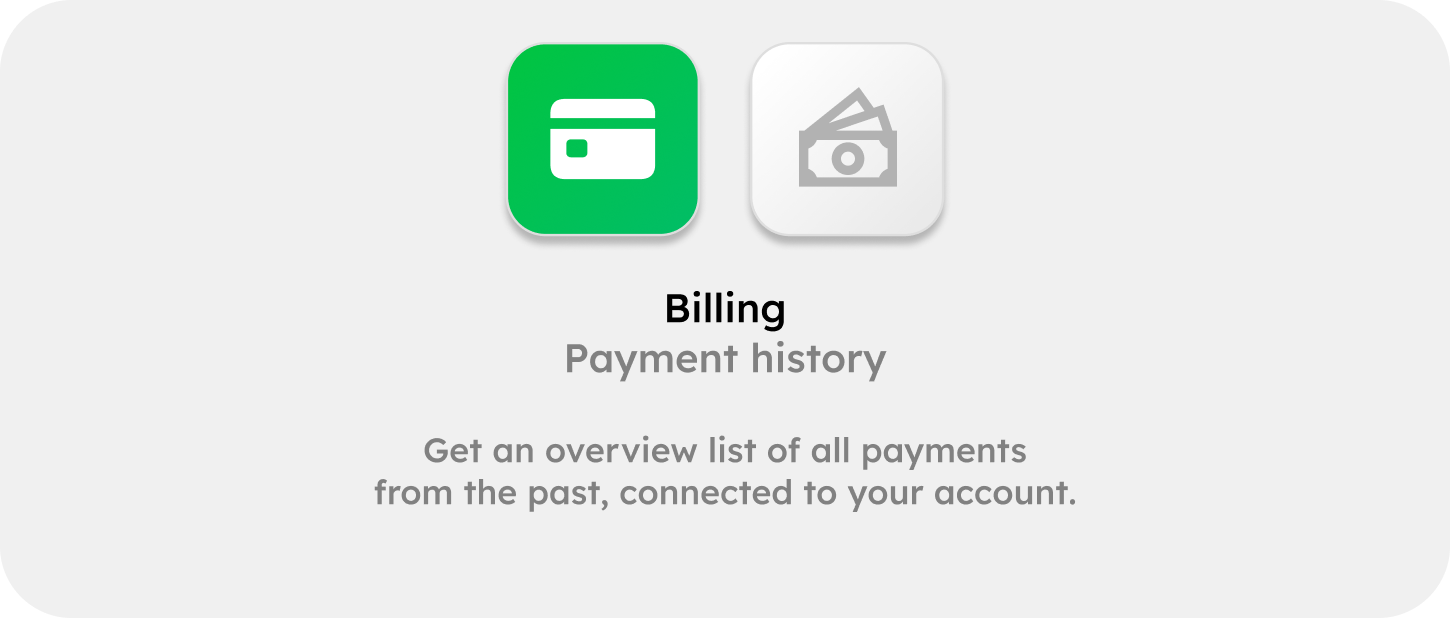 Billing
Payment history
Get an overview list of all payments
from the past, connected to your account.